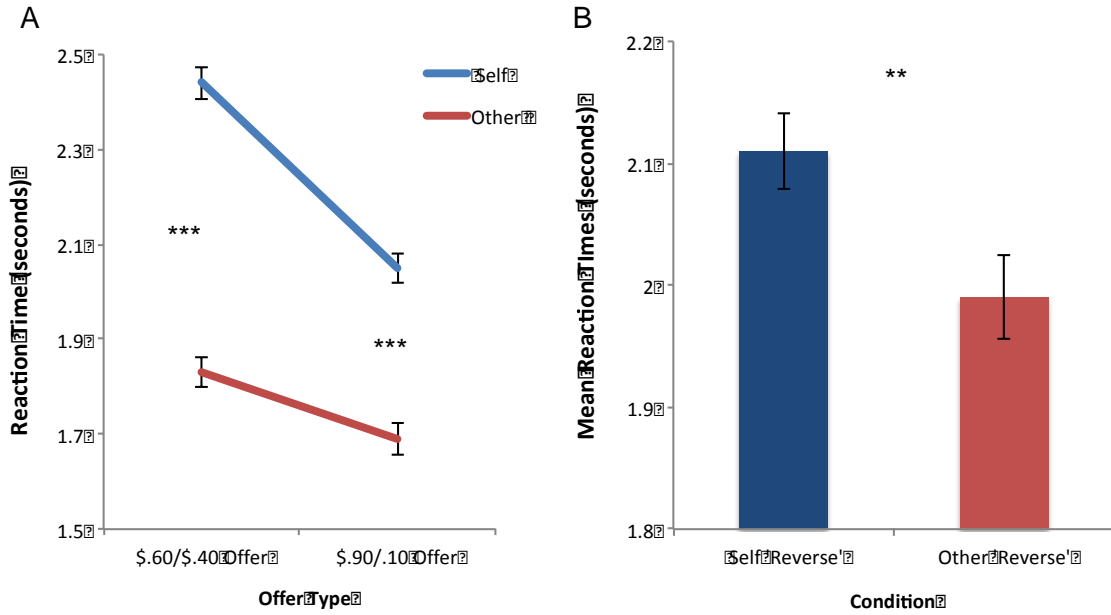 A
Reaction Time (seconds)
2.5
2.3
2.1
1.9
1.7
1.5
Self
Other
***
***
$.60/$.40 Offer
$.90/.10 Offer
Offer Type
B
Mean Reaction TImes (seconds)
2.2
2.1
2
1.9
1.8
**
Self Reverse'
Other Reverse'
Condition